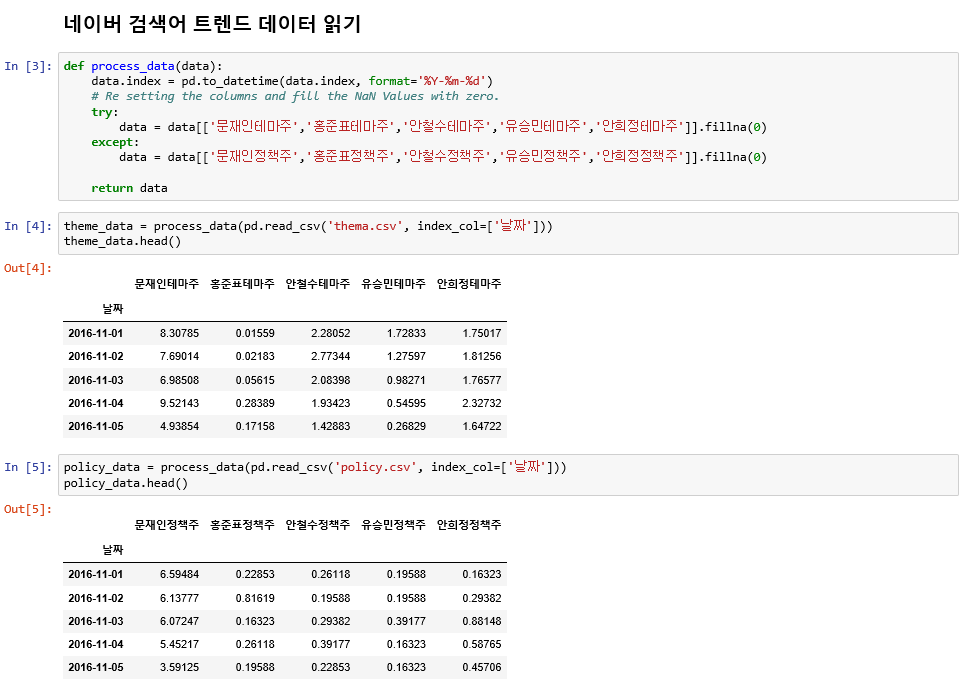 네이버 검색어 트렌드 데이터 읽기
In [3]: def process_data(data):
data.index = pd.to_datetime(data.index, format='%Y-%m-%d')
# Re setting the columns and fill the NaN Values with zero.
try:
data = data[['문재인테마주','홍준표테마주','안철수테마주','유승민테마주','안희정테마주']].fillna(0)
except:
data = data[['문재인정책주','홍준표정책주','안철수정책주','유승민정책주','안희정정책주']].fillna(0)
return data
In [4]: theme_data = process_data(pd.read_csv('thema.csv', index_col=['날짜']))
theme_data.head()
Out[4]:
문재인테마주 홍준표테마주 안철수테마주 유승민테마주 안희정테마주
날짜
2016-11-01 8.30785 0.01559 2.28052 1.72833 1.75017
2016-11-02 7.69014 0.02183 2.77344 1.27597 1.81256
2016-11-03 6.98508 0.05615 2.08398 0.98271 1.76577
2016-11-04 9.52143 0.28389 1.93423 0.54595 2.32732
2016-11-05 4.93854 0.17158 1.42883 0.26829 1.64722
In [5]: policy_data = process_data(pd.read_csv('policy.csv', index_col=['날짜']))
policy_data.head()
Out[5]:
문재인정책주 홍준표정책주 안철수정책주 유승민정책주 안희정정책주
날짜
2016-11-01 6.59484 0.22853 0.26118 0.19588 0.16323
2016-11-02 6.13777 0.81619 0.19588 0.19588 0.29382
2016-11-03 6.07247 0.16323 0.29382 0.39177 0.88148
2016-11-04 5.45217 0.26118 0.39177 0.16323 0.58765
2016-11-05 3.59125 0.19588 0.22853 0.16323 0.45706